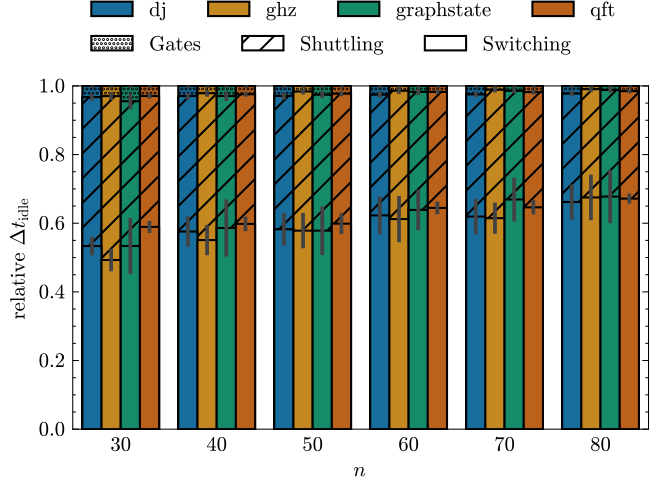 dj ghz graphstate qft
Gates Shuttling Switching
1.0
0.8
0.6
0.4
0.2
0.0
relative Δt_idle
30 40 50 60 70 80
n